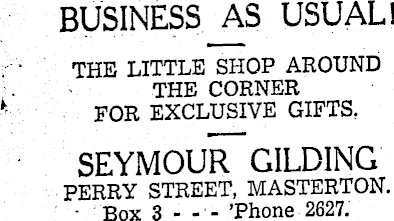 BUSINESS AS USUAL!
THE LITTLE SHOP AROUND
THE CORNER
FOR EXCLUSIVE GIFTS.
SEYMOUR GILDING
PERRY STREET, MASTERTON.
Box 3 - - - 'Phone 2627.